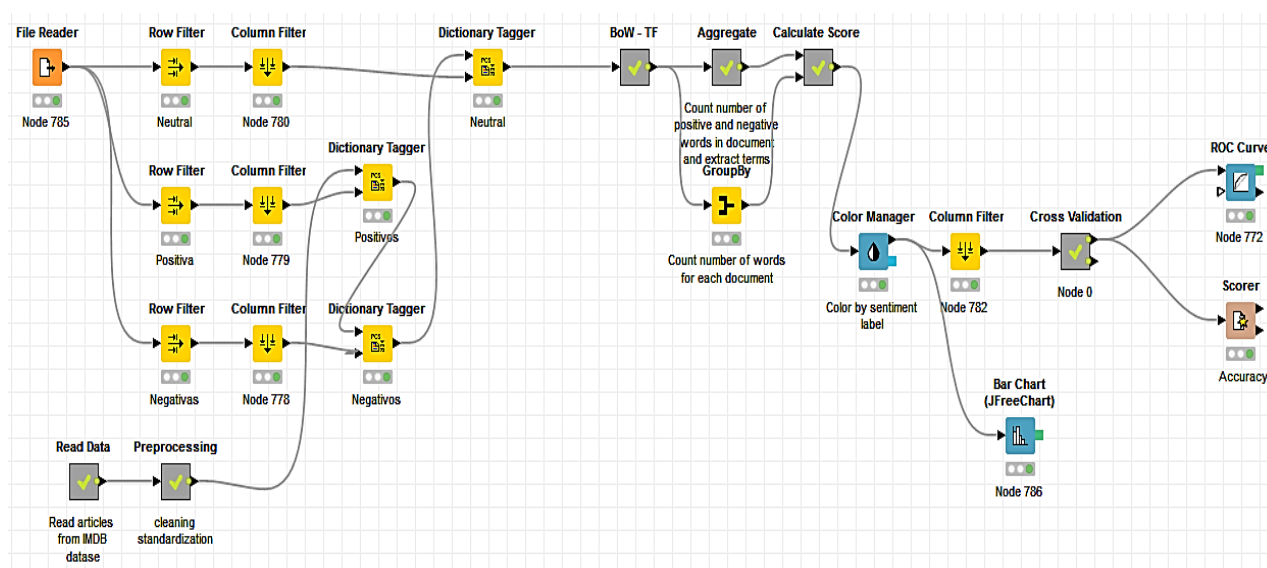 File Reader
Row Filter
Column Filter
Dictionary Tagger
BoW - TF
Aggregate
Calculate Score
Node 785
Neutral
Node 780
Neutral
Count number of
positive and negative
words in document
and extract terms
Row Filter
Column Filter
Dictionary Tagger
GroupBy
ROC Curve
Positiva
Node 779
Positivos
Count number of words
for each document
Color Manager
Column Filter
Cross Validation
Node 772
Color by sentiment
label
Node 782
Node 0
Scorer
Accuracy
Row Filter
Column Filter
Dictionary Tagger
Negativas
Node 778
Negativos
Bar Chart
(JFreeChart)
Node 786
Read Data
Preprocessing
Read articles
from IMDB
datase
cleaning
standardization